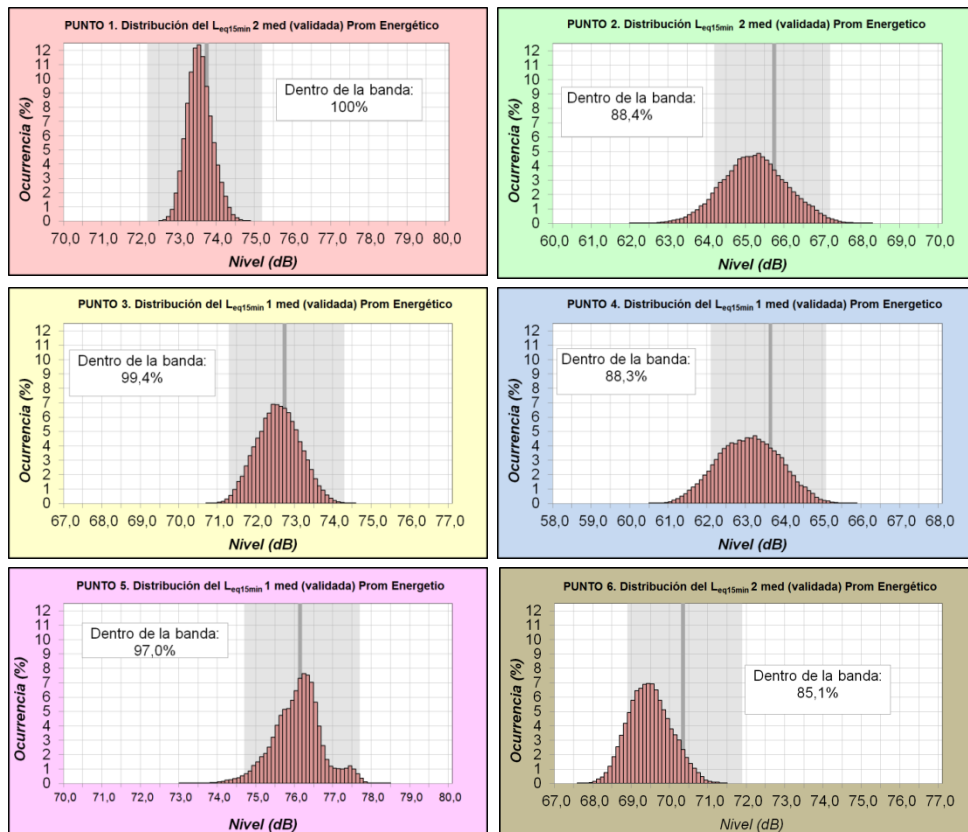 PUNTO 1. Distribución del Leq15min 2 med (validada) Prom Energético
Ocurrencia (%)
12
11
10
9
8
7
6
5
4
3
2
1
0
Dentro de la banda:
100%
70,0 71,0 72,0 73,0 74,0 75,0 76,0 77,0 78,0 79,0 80,0
Nivel (dB)
PUNTO 2. Distribución Leq15min 2 med (validada) Prom Energético
Ocurrencia (%)
12
11
10
9
8
7
6
5
4
3
2
1
0
Dentro de la banda:
88,4%
60,0 61,0 62,0 63,0 64,0 65,0 66,0 67,0 68,0 69,0 70,0
Nivel (dB)
PUNTO 3. Distribución del Leq15min 1 med (validada) Prom Energético
Ocurrencia (%)
12
11
10
9
8
7
6
5
4
3
2
1
0
Dentro de la banda:
99,4%
67,0 68,0 69,0 70,0 71,0 72,0 73,0 74,0 75,0 76,0 77,0
Nivel (dB)
PUNTO 4. Distribución del Leq15min 1 med (validada) Prom Energético
Ocurrencia (%)
12
11
10
9
8
7
6
5
4
3
2
1
0
Dentro de la banda:
88,3%
58,0 59,0 60,0 61,0 62,0 63,0 64,0 65,0 66,0 67,0 68,0
Nivel (dB)
PUNTO 5. Distribución del Leq15min 1 med (validada) Prom Energetio
Ocurrencia (%)
12
11
10
9
8
7
6
5
4
3
2
1
0
Dentro de la banda:
97,0%
70,0 71,0 72,0 73,0 74,0 75,0 76,0 77,0 78,0 79,0 80,0
Nivel (dB)
PUNTO 6. Distribución del Leq15min 2 med (validada) Prom Energético
Ocurrencia (%)
12
11
10
9
8
7
6
5
4
3
2
1
0
Dentro de la banda:
85,1%
67,0 68,0 69,0 70,0 71,0 72,0 73,0 74,0 75,0 76,0 77,0
Nivel (dB)